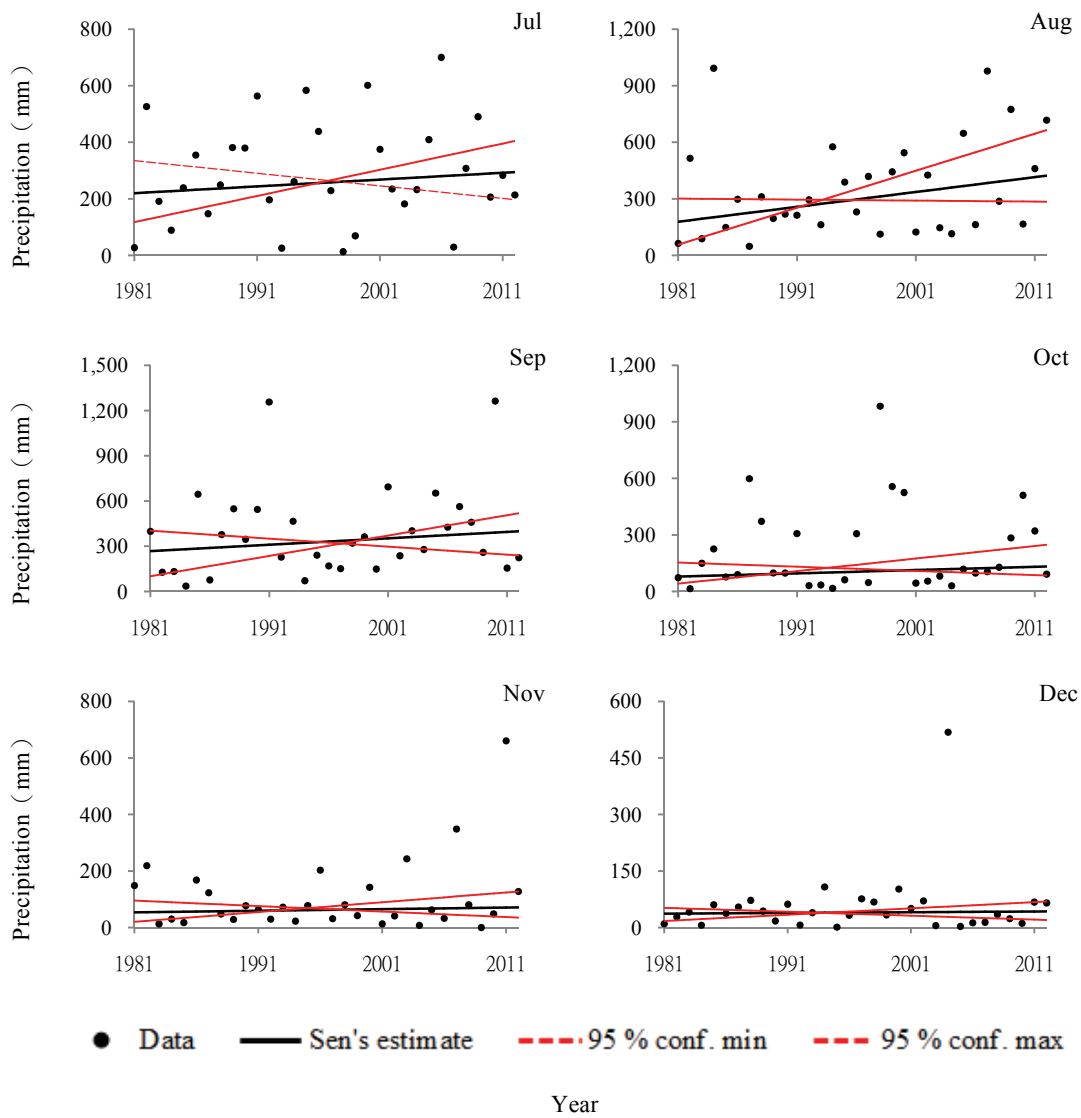 Jul
Precipitation ( mm )
800
600
400
200
0
1981 1991 2001 2011
Aug
1,200
900
600
300
0
1981 1991 2001 2011
Sep
Precipitation ( mm )
1,500
1,200
900
600
300
0
1981 1991 2001 2011
Oct
1,200
900
600
300
0
1981 1991 2001 2011
Nov
Precipitation ( mm )
800
600
400
200
0
1981 1991 2001 2011
Dec
600
450
300
150
0
1981 1991 2001 2011
Data Sen's estimate 95 % conf. min 95 % conf. max
Year